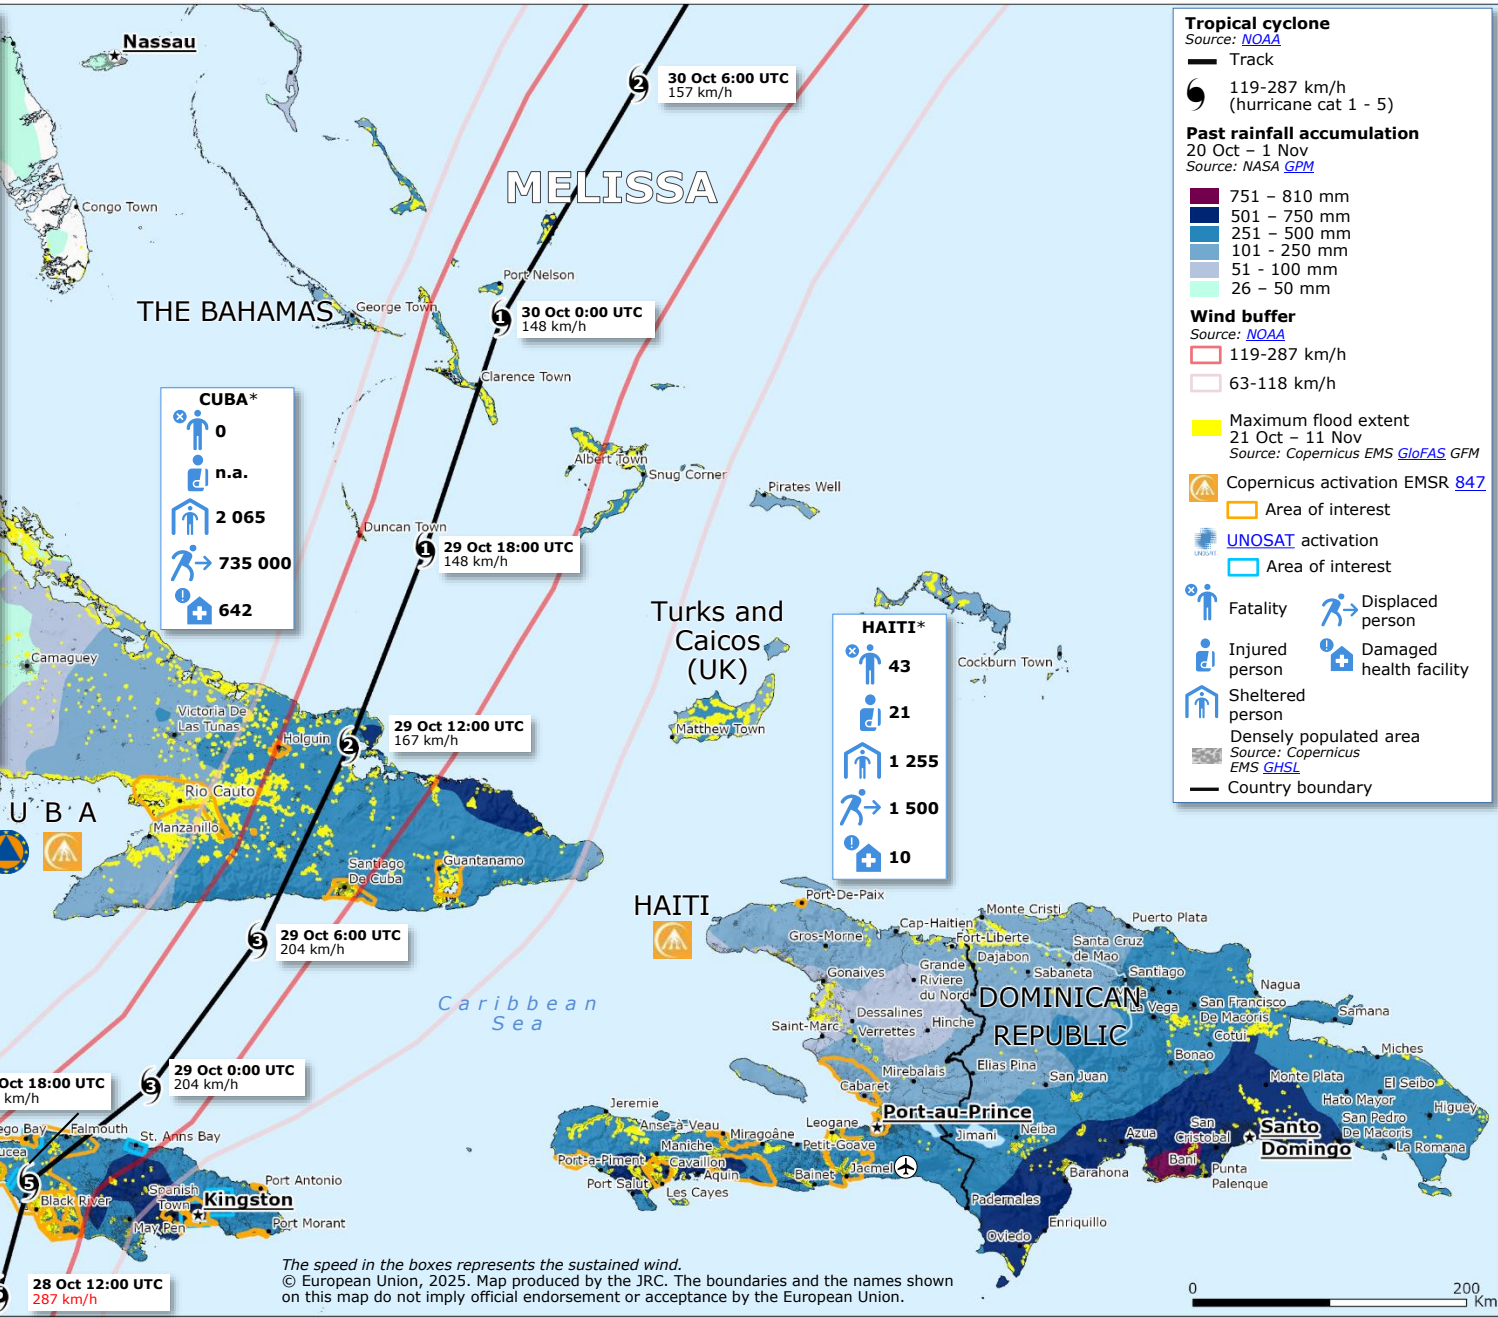 Nassau
30 Oct 6:00 UTC
157 km/h
MELISSA
Congo Town
THE BAHAMAS
George Town
Port Nelson
30 Oct 0:00 UTC
148 km/h
Clarence Town
CUBA*
0
n.a.
2 065
735 000
642
Albert Town
Snug Corner
Pirates Well
Duncan Town
29 Oct 18:00 UTC
148 km/h
Turks and
Caicos
(UK)
Cockburn Town
Matthew Town
HAITI*
43
21
1 255
1 500
10
Camaguey
Victoria De
Las Tunas
Holguin
29 Oct 12:00 UTC
167 km/h
Rio Cauto
U B A
Manzanillo
Santiago
De Cuba
Guantanamo
29 Oct 6:00 UTC
204 km/h
HAITI
Caribbean
Sea
29 Oct 0:00 UTC
204 km/h
Oct 18:00 UTC
km/h
ego Bay
Falmouth
St. Anns Bay
ucea
Black River
Spanish
Town
Kingston
Port Antonio
May Pen
Port Morant
28 Oct 12:00 UTC
287 km/h
Port-De-Paix
Cap-Haitien
Monte Cristi
Puerto Plata
Gros-Morne
Fort-Liberte
Dajabon
Santa Cruz
de Mao
Gonaives
Grande
Riviere
du Nord
Sabaneta
Santiago
Nagua
DOMINICAN
REPUBLIC
La Vega
San Francisco
De Macoris
Samana
Saint-Marc
Dessalines
Verrettes
Hinche
Cotui
Bonao
Miches
Mirebalais
Elias Pina
San Juan
Monte Plata
El Seibo
Cabaret
Hato Mayor
Higuey
Port-au-Prince
Jeremie
Anse-à-Veau
Miragoâne
Leogane
Petit-Goave
Jimani
Neiba
Azua
San
Cristobal
Santo
Domingo
San Pedro
De Macoris
La Romana
Port-a-Piment
Maniche
Cavaillon
Aquin
Bainet
Jacmel
Barahona
Bani
Punta
Palenque
Port Salut
Les Cayes
Padernales
Enriquillo
Oviedo
The speed in the boxes represents the sustained wind.
© European Union, 2025. Map produced by the JRC. The boundaries and the names shown
on this map do not imply official endorsement or acceptance by the European Union.
0 200
Km
Tropical cyclone
Source: NOAA
Track
119-287 km/h
(hurricane cat 1 - 5)
Past rainfall accumulation
20 Oct – 1 Nov
Source: NASA GPM
751 – 810 mm
501 – 750 mm
251 – 500 mm
101 - 250 mm
51 - 100 mm
26 – 50 mm
Wind buffer
Source: NOAA
119-287 km/h
63-118 km/h
Maximum flood extent
21 Oct – 11 Nov
Source: Copernicus EMS GloFAS GFM
Copernicus activation EMSR 847
Area of interest
UNOSAT activation
UNOSAT
Area of interest
Fatality
Displaced
person
Injured
person
Damaged
health facility
Sheltered
person
Densely populated area
Source: Copernicus
EMS GHSL
Country boundary
2
1
1
2
3
3
5